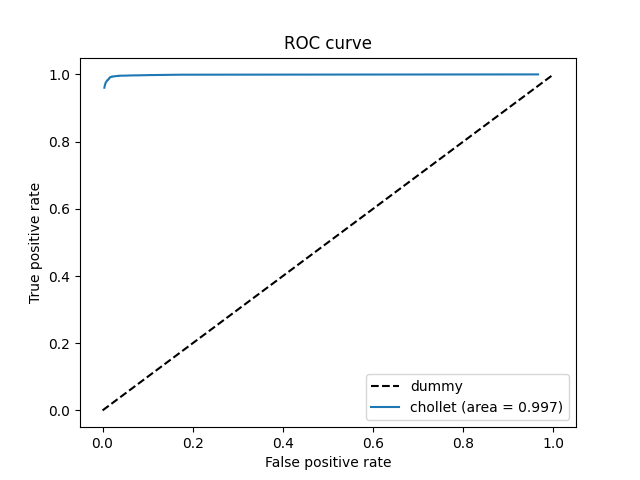 ROC curve
True positive rate
1.0
0.8
0.6
0.4
0.2
0.0
dummy
chollet (area = 0.997)
0.0 0.2 0.4 0.6 0.8 1.0
False positive rate